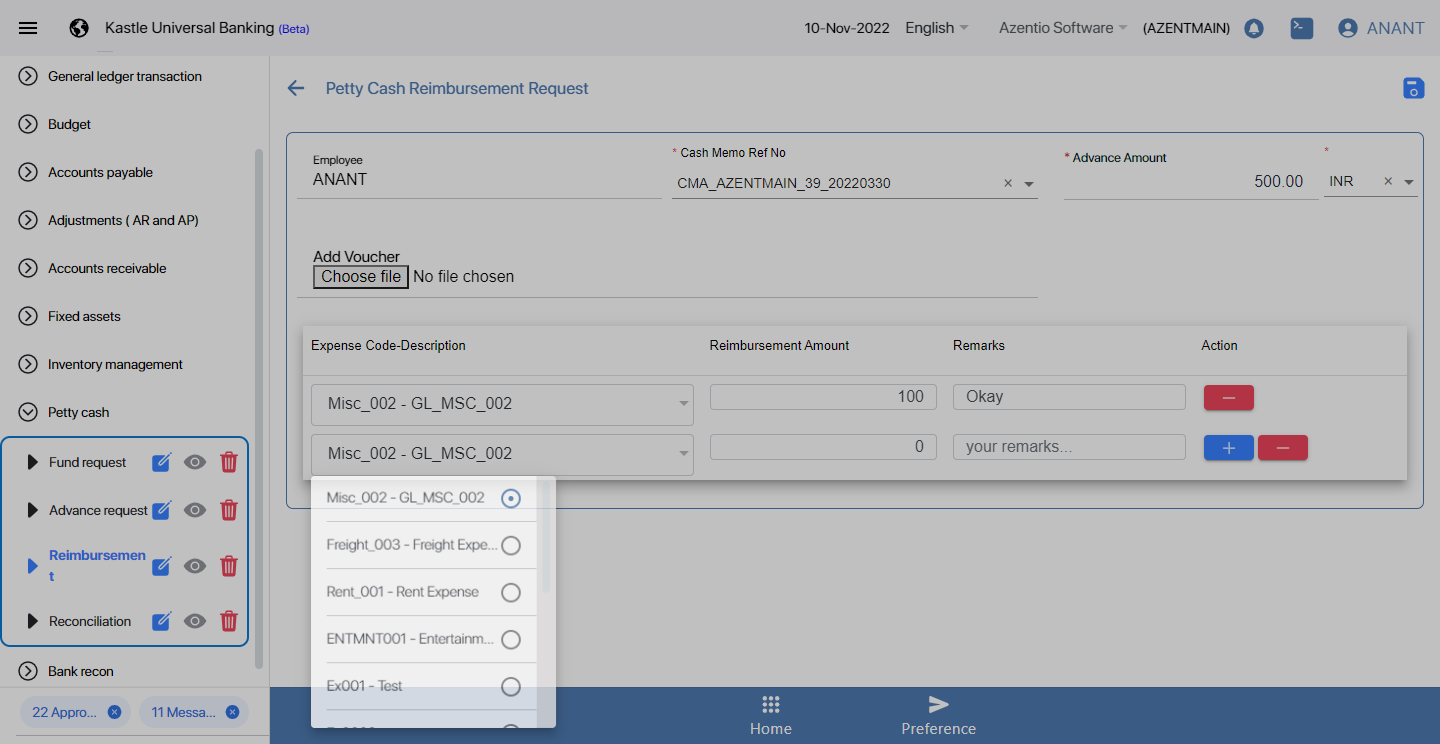 Kastle Universal Banking (Beta)
10-Nov-2022 English Azentio Software (AZENTMAIN) ANANT
General ledger transaction
Budget
Accounts payable
Adjustments ( AR and AP)
Accounts receivable
Fixed assets
Inventory management
Petty cash
Fund request
Advance request
Reimbursemen
t
Reconciliation
Bank recon
22 Appro...
11 Messa...
Petty Cash Reimbursement Request
Employee
ANANT
* Cash Memo Ref No
CMA_AZENTMAIN_39_20220330
* Advance Amount
500.00
*
INR
Add Voucher
Choose file No file chosen
Expense Code-Description Reimbursement Amount Remarks Action
Misc_002 - GL_MSC_002 100 Okay
Misc_002 - GL_MSC_002 0 your remarks...
Misc_002 - GL_MSC_002
Freight_003 - Freight Expe...
Rent_001 - Rent Expense
ENTMNT001 - Entertainm...
Ex001 - Test
Home
Preference